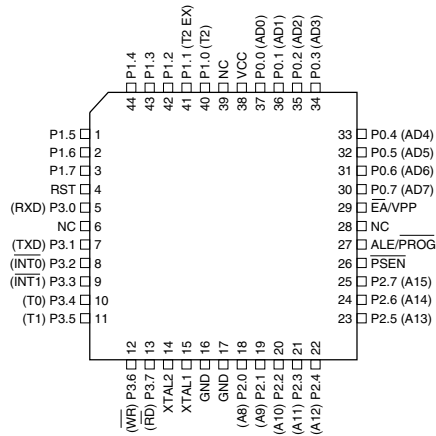 P1.4
P1.3
P1.2
P1.1 (T2 EX)
P1.0 (T2)
NC
VCC
P0.0 (AD0)
P0.1 (AD1)
P0.2 (AD2)
P0.3 (AD3)
44
43
42
41
40
39
38
37
36
35
34
P1.5 1
P1.6 2
P1.7 3
RST 4
(RXD) P3.0 5
NC 6
(TXD) P3.1 7
(INT0) P3.2 8
(INT1) P3.3 9
(T0) P3.4 10
(T1) P3.5 11
33 P0.4 (AD4)
32 P0.5 (AD5)
31 P0.6 (AD6)
30 P0.7 (AD7)
29 EA/VPP
28 NC
27 ALE/PROG
26 PSEN
25 P2.7 (A15)
24 P2.6 (A14)
23 P2.5 (A13)
12
13
14
15
16
17
18
19
20
21
22
(WR) P3.6
(RD) P3.7
XTAL2
XTAL1
GND
GND
(A8) P2.0
(A9) P2.1
(A10) P2.2
(A11) P2.3
(A12) P2.4